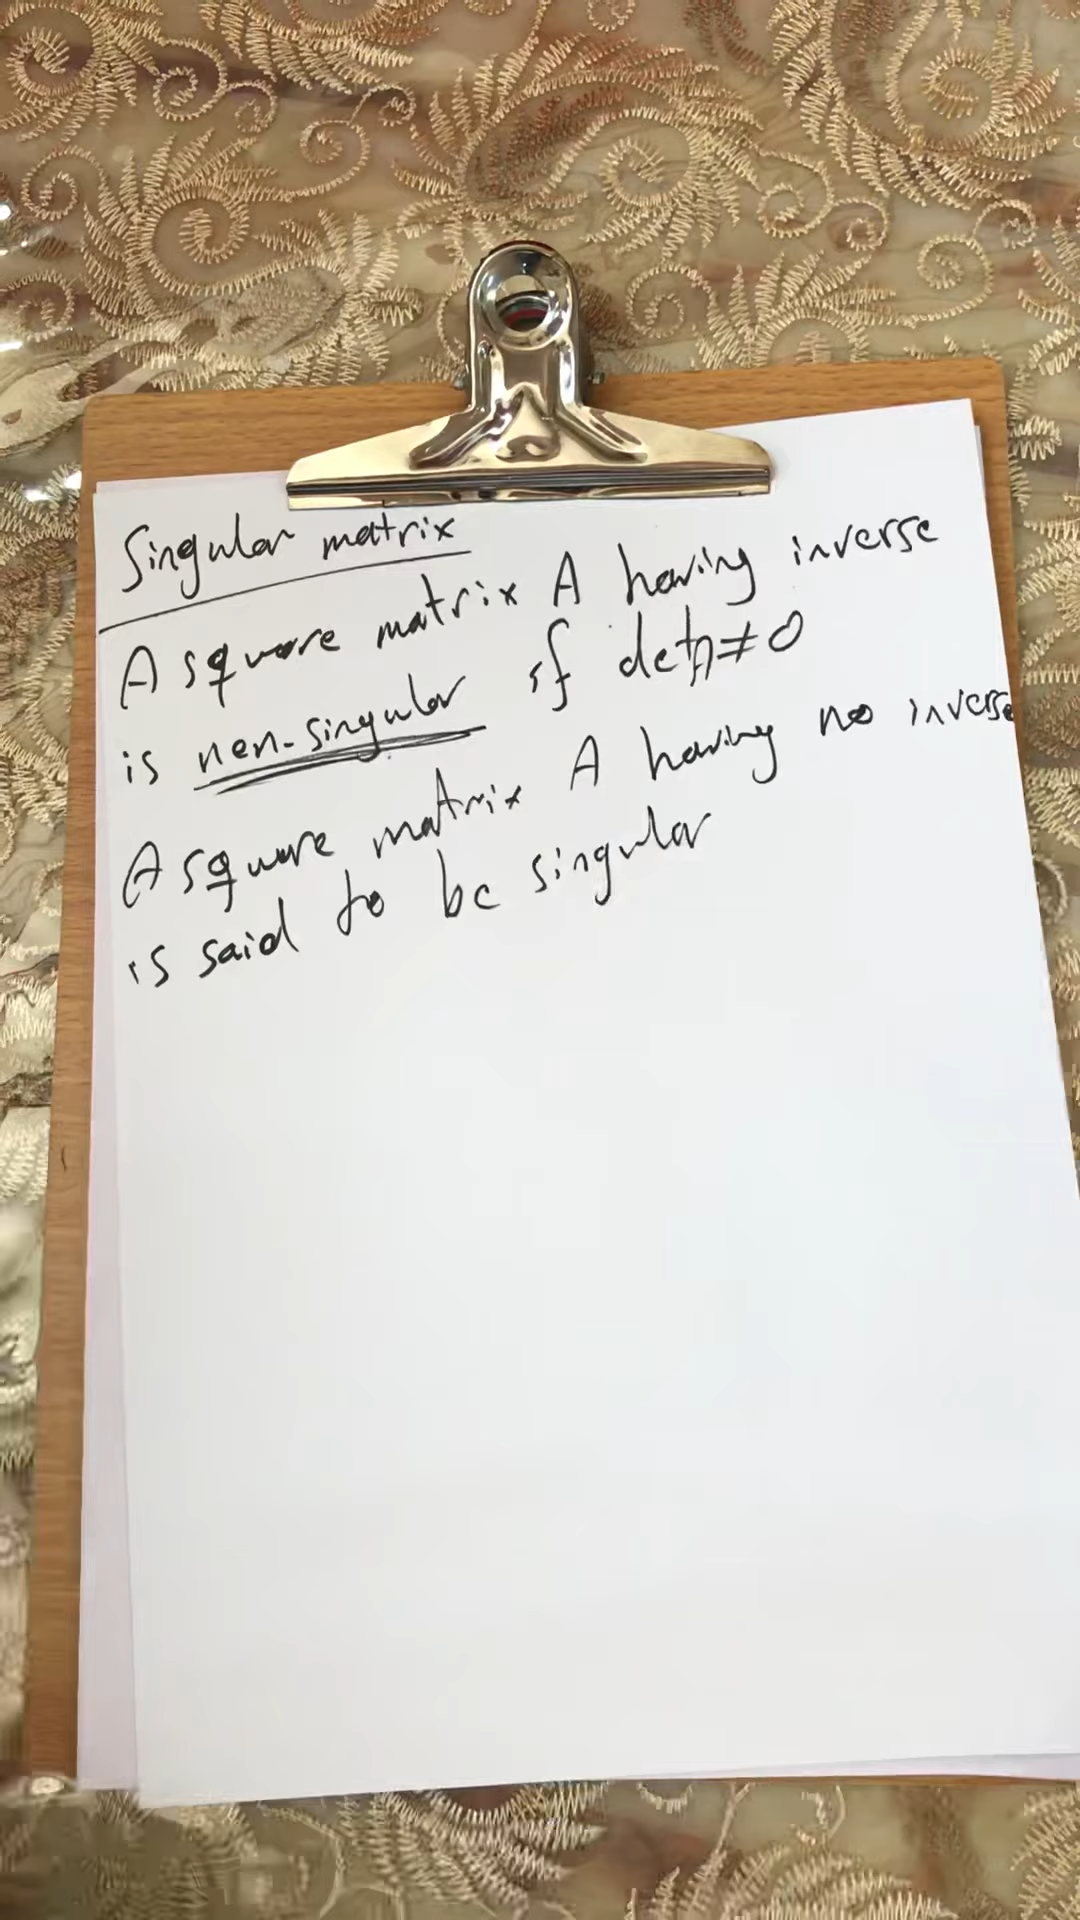 Singular matrix
A square matrix A having inverse
is non-singular if detA≠0
A square matrix A having no inverse
is said to be singular